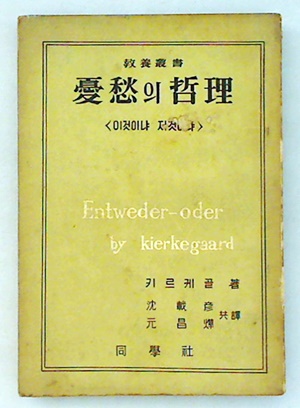 敎養叢書
憂愁의哲理
<이것이냐 저것이냐>
Entweder-oder
by kierkegaard
키르케골 著
沈載彦
元昌燁 共譯
同學社